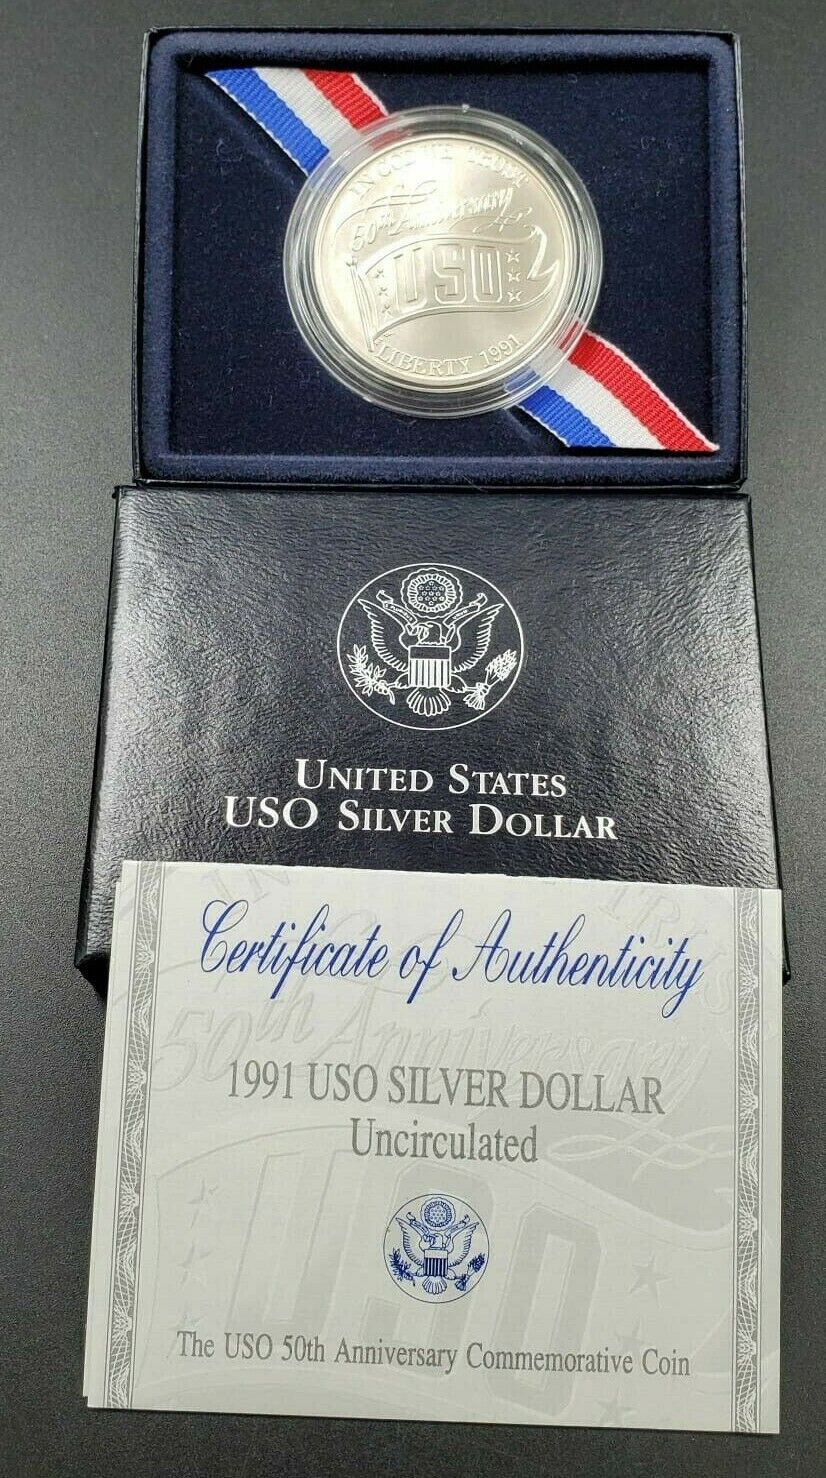 IN GOD WE TRUST
50th Anniversary
USO
LIBERTY 1991
UNITED STATES
USO SILVER DOLLAR
Certificate of Authenticity
1991 USO SILVER DOLLAR
Uncirculated
The USO 50th Anniversary Commemorative Coin